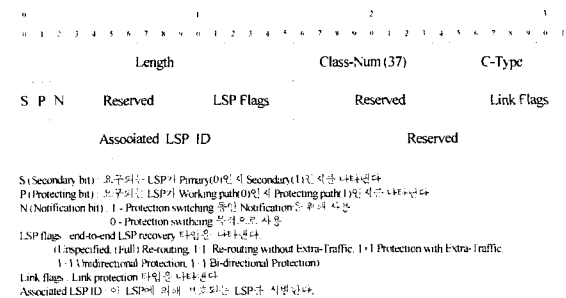 0 1 2 3
0 1 2 3 4 5 6 7 8 9 0 1 2 3 4 5 6 7 8 9 0 1 2 3 4 5 6 7 8 9 0 1
Length Class-Num (37) C-Type
S P N Reserved LSP Flags Reserved Link Flags
Associated LSP ID Reserved
S (Secondary bit) : 요구되는 LSP가 Primary(0)인지 Secondary(1)인지를 나타낸다
P (Protecting bit) : 요구되는 LSP가 Working path(0)인지 Protecting path(1)인지를 나타낸다
N (Notification bit) : 1 - Protection switching 동안 Notification을 위해 사용
0 - Protection swithcing 목적으로 사용
LSP flags : end-to-end LSP recovery 타입을 나타낸다
(Unspecified, (Full) Re-routing, 1:1 Re-routing without Extra-Traffic, 1+1 Protection with Extra-Traffic
1+1 Unidirectional Protection, 1+1 Bi-directional Protection)
Link flags : Link protection 타입을 나타낸다
Associated LSP ID : 이 LSP에 의해 보호되는 LSP를 식별한다.